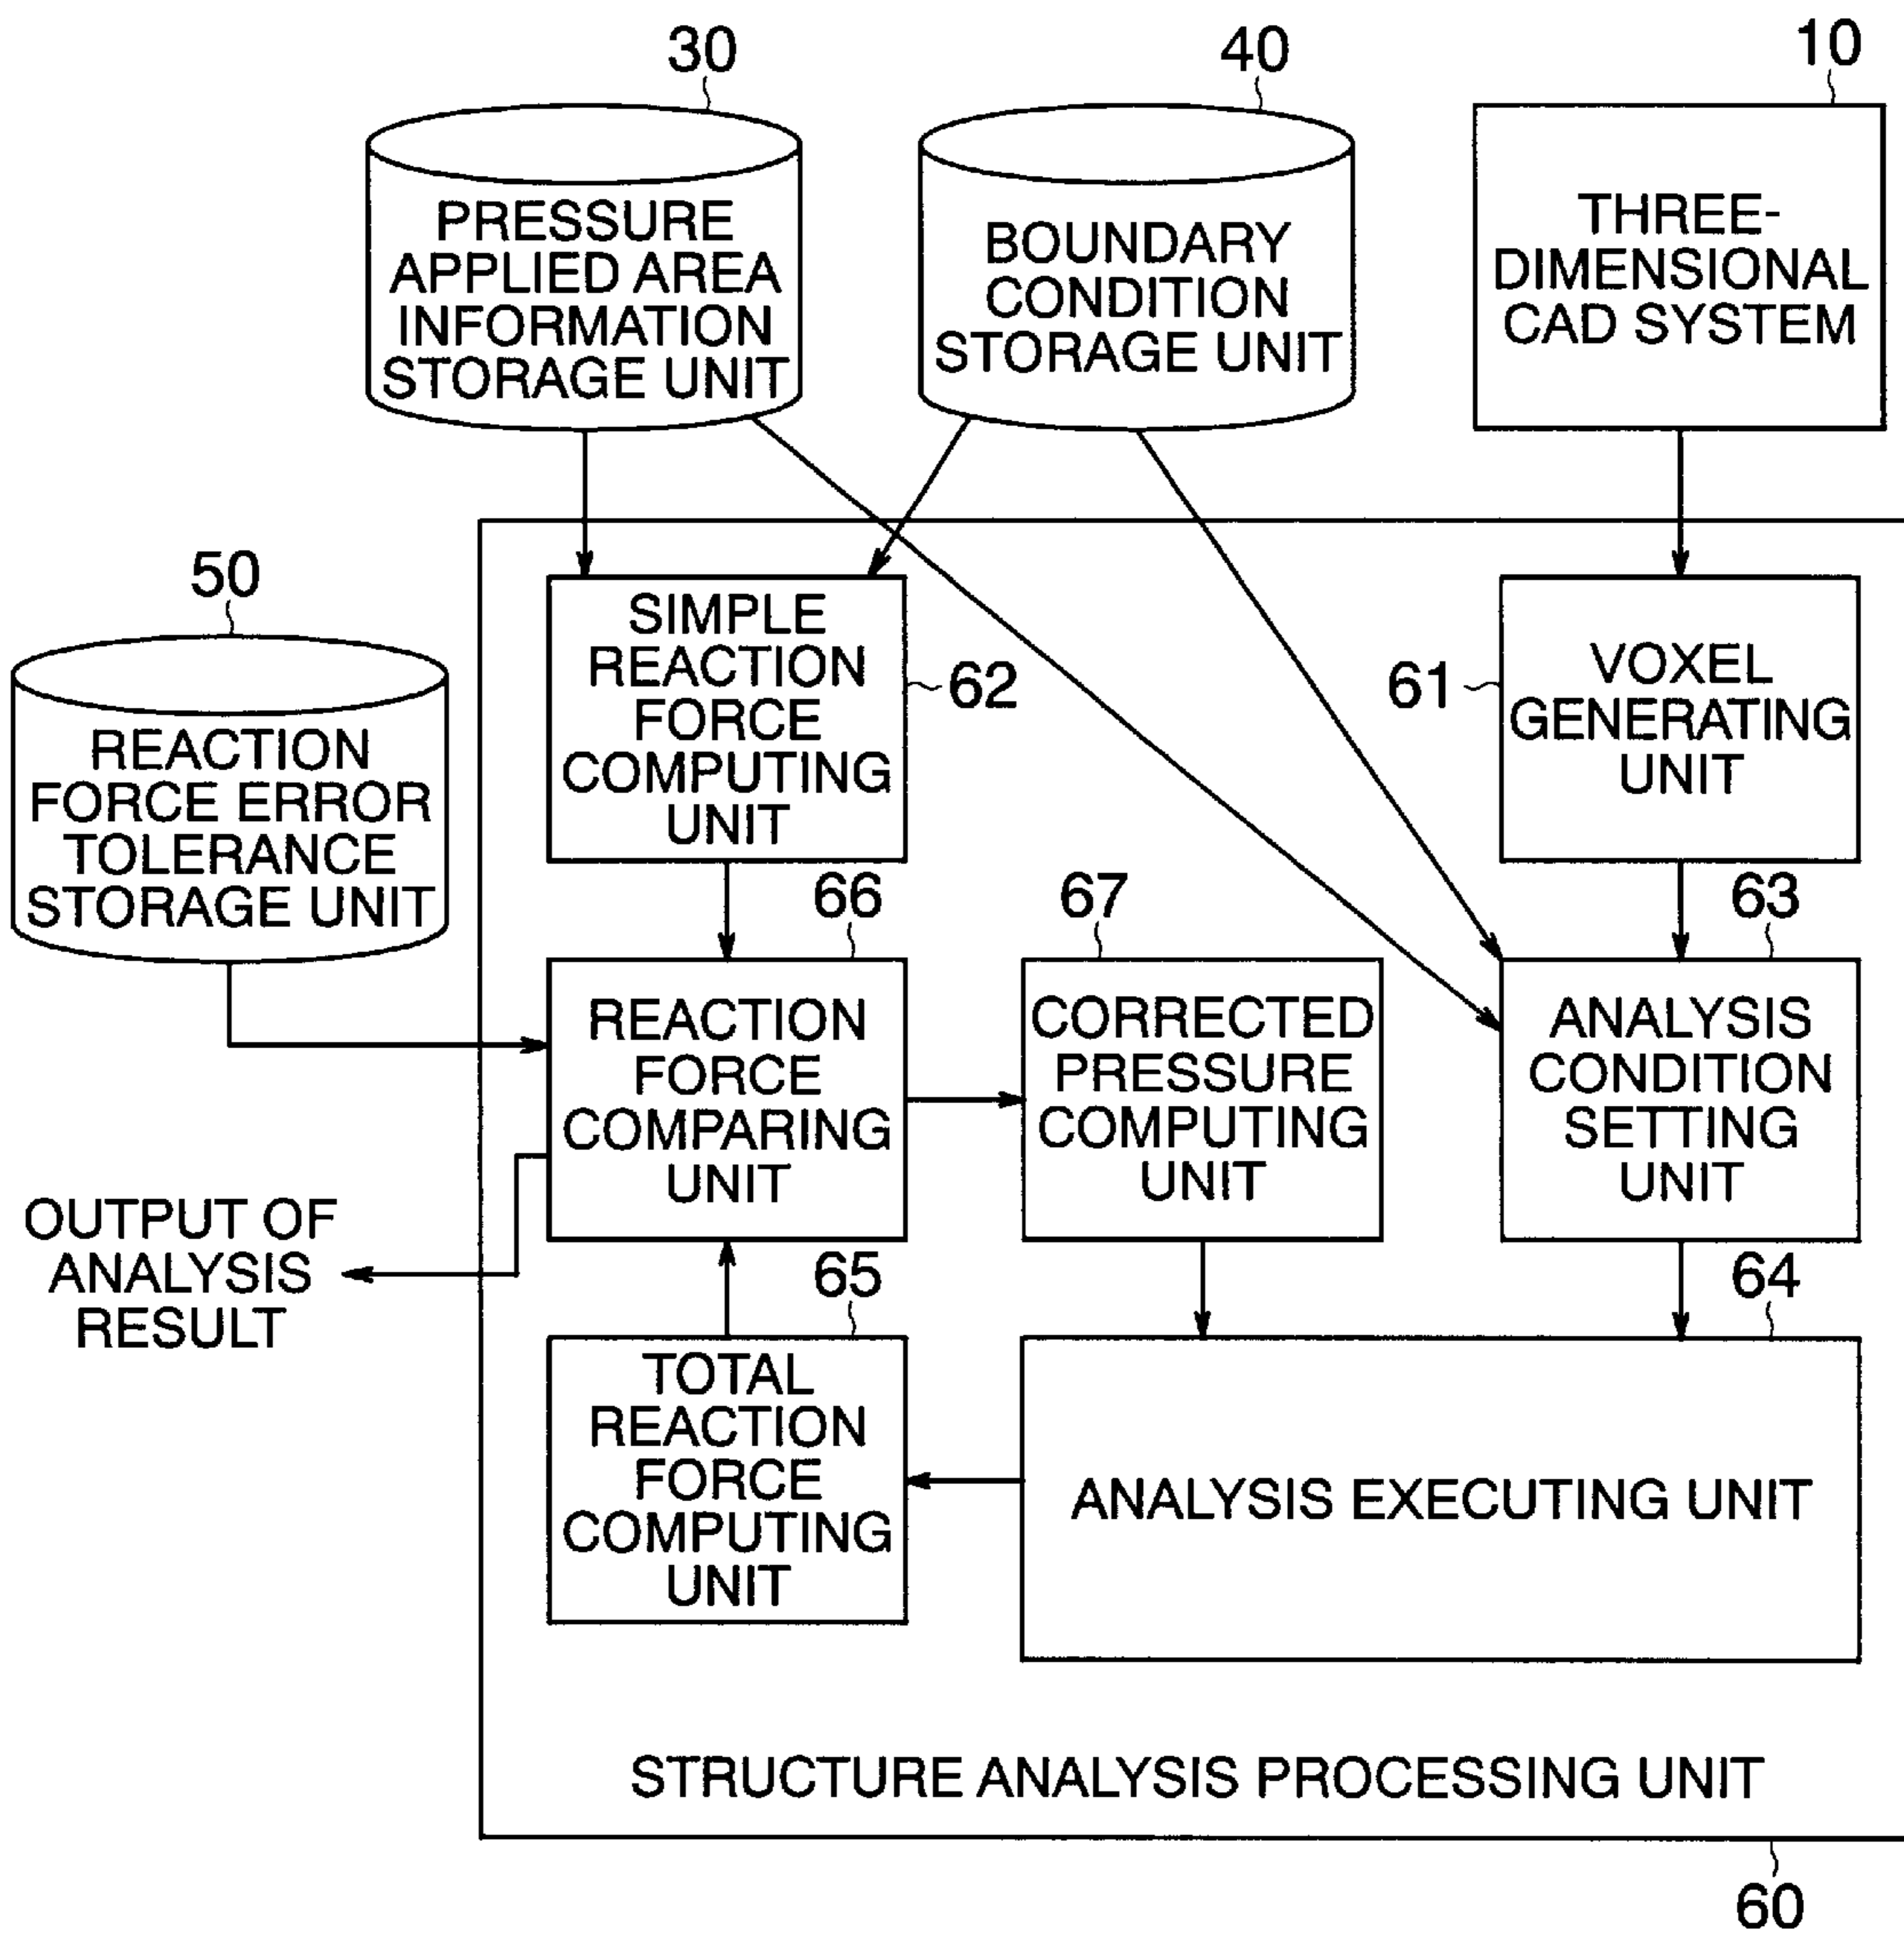 30
40
10
PRESSURE
APPLIED AREA
INFORMATION
STORAGE UNIT
BOUNDARY
CONDITION
STORAGE UNIT
THREE-
DIMENSIONAL
CAD SYSTEM
50
REACTION
FORCE ERROR
TOLERANCE
STORAGE UNIT
SIMPLE
REACTION
FORCE
COMPUTING
UNIT
62
61
VOXEL
GENERATING
UNIT
66
67
63
REACTION
FORCE
COMPARING
UNIT
CORRECTED
PRESSURE
COMPUTING
UNIT
ANALYSIS
CONDITION
SETTING
UNIT
OUTPUT OF
ANALYSIS
RESULT
65
64
TOTAL
REACTION
FORCE
COMPUTING
UNIT
ANALYSIS EXECUTING UNIT
STRUCTURE ANALYSIS PROCESSING UNIT
60